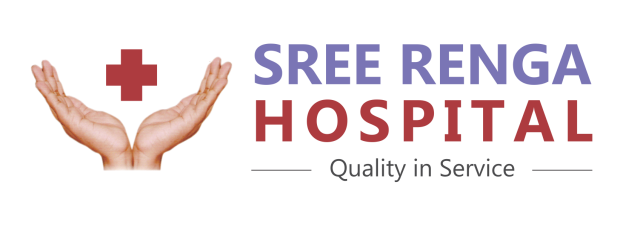 SREE RENGA
HOSPITAL
Quality in Service